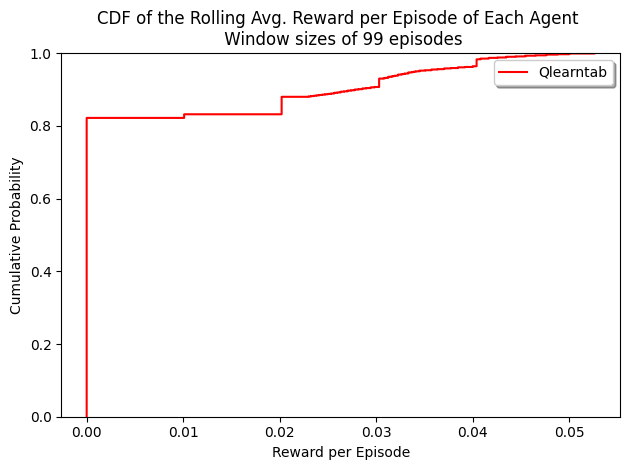 CDF of the Rolling Avg. Reward per Episode of Each Agent
Window sizes of 99 episodes
Qlearntab
Cumulative Probability
1.0
0.8
0.6
0.4
0.2
0.0
0.00 0.01 0.02 0.03 0.04 0.05
Reward per Episode